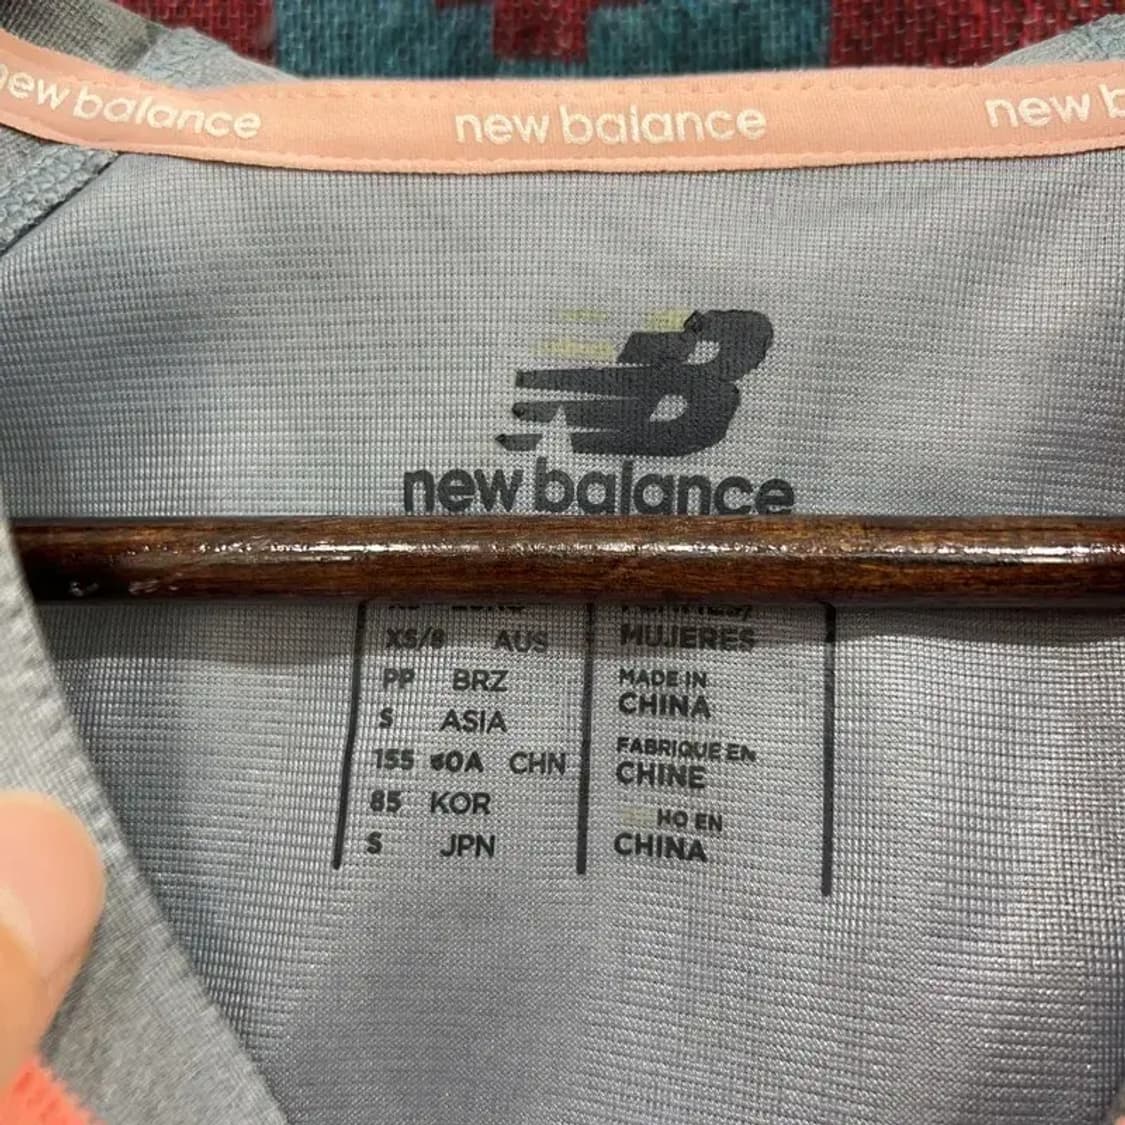 new balance
new balance
new b
new balance
XS/8 AUS
PP BRZ
S ASIA
155 60A CHN
85 KOR
S JPN
MUJERES
MADE IN
CHINA
FABRIQUE EN
CHINE
HO EN
CHINA